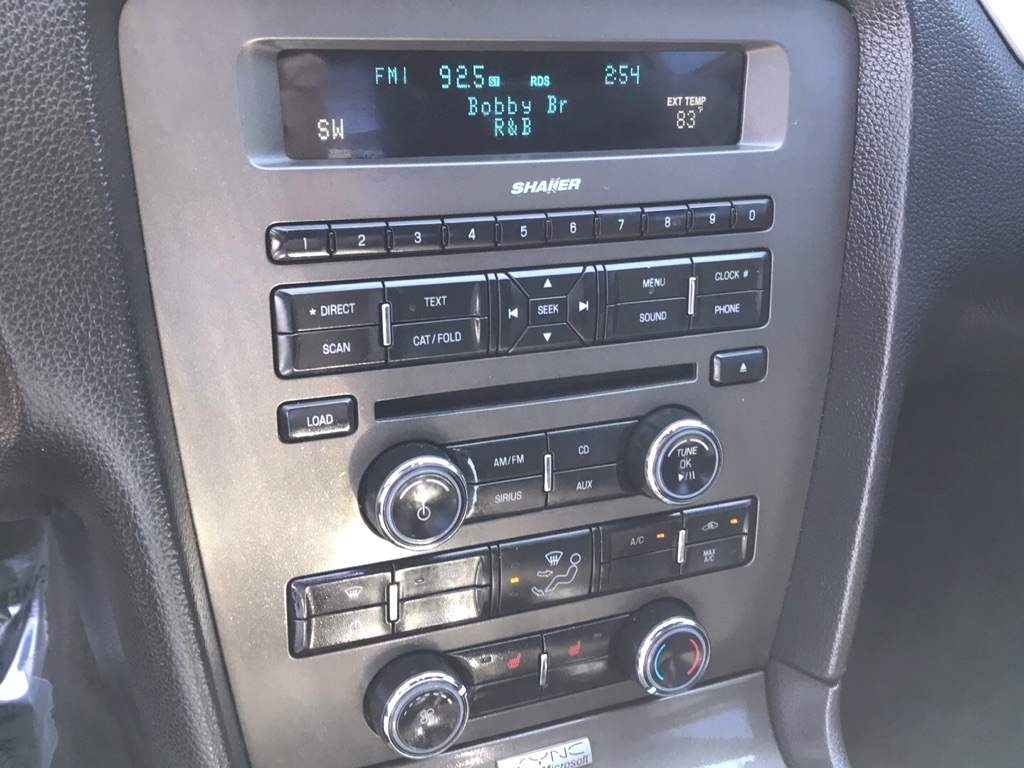 FM1 92.5 RDS 2:54
Bobby Br EXT TEMP
SW R&B 83°F
SHAKER
1 2 3 4 5 6 7 8 9 0
* DIRECT TEXT SEEK MENU CLOCK #
SCAN CAT/FOLD SOUND PHONE
LOAD
AM/FM CD TUNE
SIRIUS AUX OK
A/C MAX A/C
SYNC
Microsoft